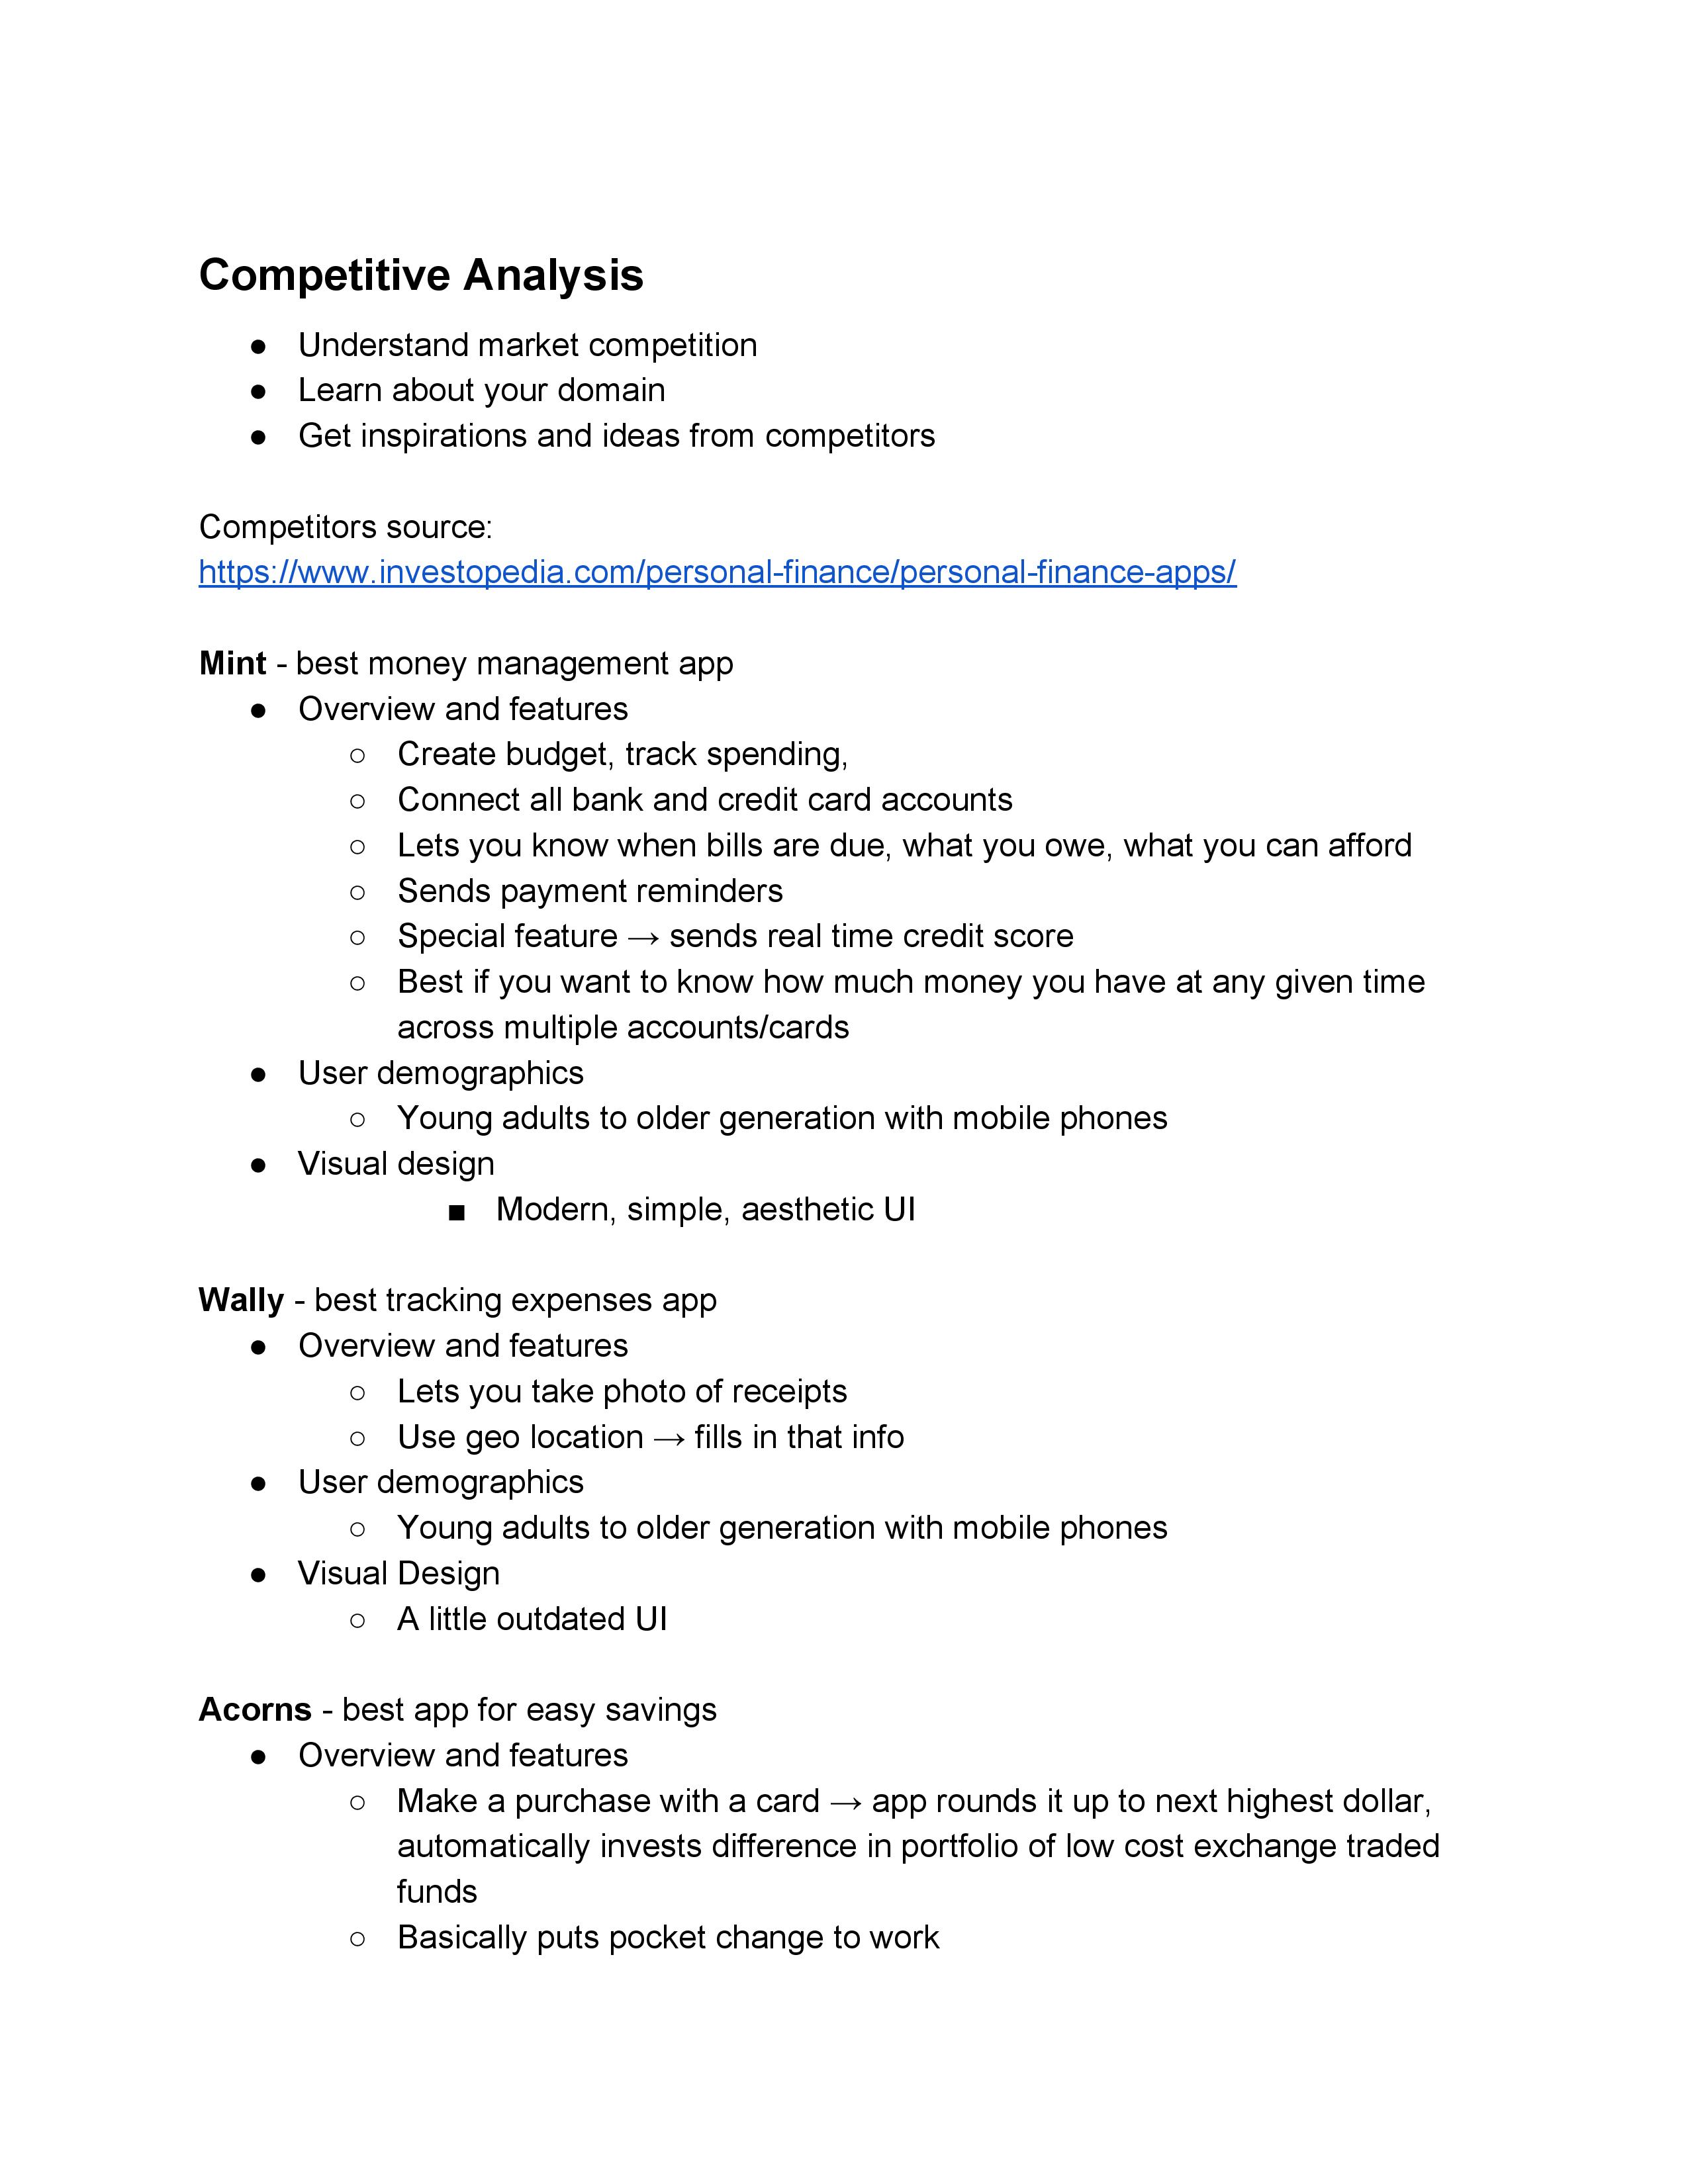 Competitive Analysis
● Understand market competition
● Learn about your domain
● Get inspirations and ideas from competitors
Competitors source:
https://www.investopedia.com/personal-finance/personal-finance-apps/
Mint - best money management app
● Overview and features
○ Create budget, track spending,
○ Connect all bank and credit card accounts
○ Lets you know when bills are due, what you owe, what you can afford
○ Sends payment reminders
○ Special feature → sends real time credit score
○ Best if you want to know how much money you have at any given time
across multiple accounts/cards
● User demographics
○ Young adults to older generation with mobile phones
● Visual design
■ Modern, simple, aesthetic UI
Wally - best tracking expenses app
● Overview and features
○ Lets you take photo of receipts
○ Use geo location → fills in that info
● User demographics
○ Young adults to older generation with mobile phones
● Visual Design
○ A little outdated UI
Acorns - best app for easy savings
● Overview and features
○ Make a purchase with a card → app rounds it up to next highest dollar,
automatically invests difference in portfolio of low cost exchange traded
funds
○ Basically puts pocket change to work